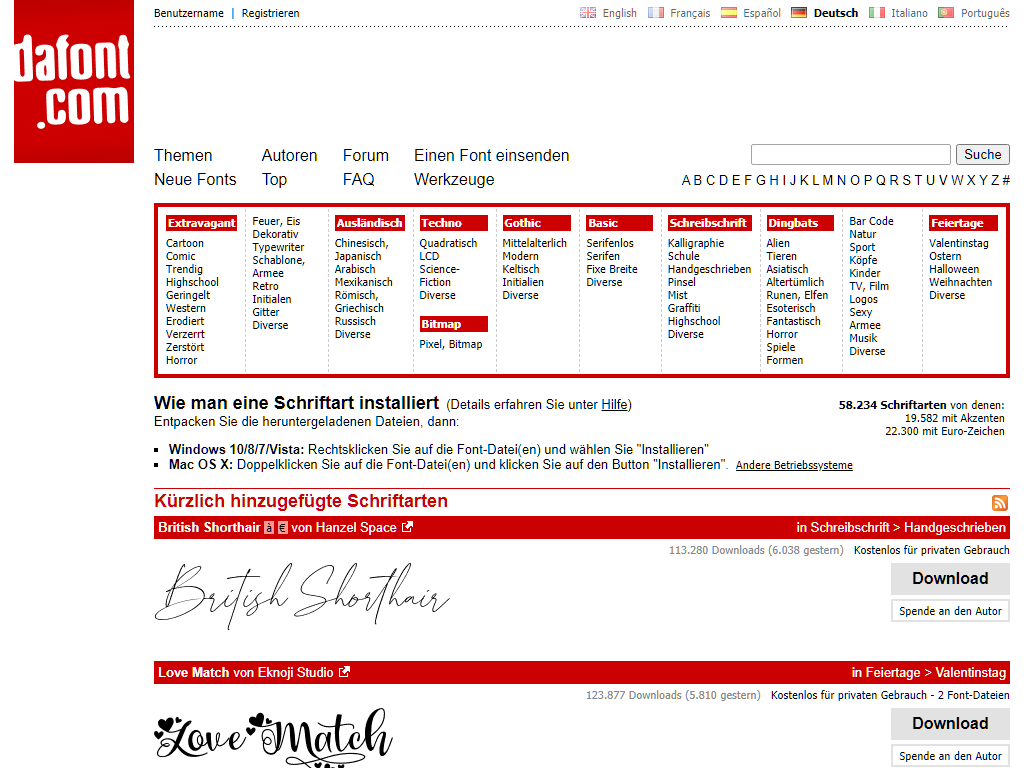 dafont
.com
Benutzername | Registrieren
English Français Español Deutsch Italiano Português
Themen Autoren Forum Einen Font einsenden
Suche
Neue Fonts Top FAQ Werkzeuge
A B C D E F G H I J K L M N O P Q R S T U V W X Y Z #
Extravagant
Cartoon
Comic
Trendig
Highschool
Geringelt
Western
Erodiert
Verzerrt
Zerstört
Horror
Feuer, Eis
Dekorativ
Typewriter
Schablone,
Armee
Retro
Initialen
Gitter
Diverse
Ausländisch
Chinesisch,
Japanisch
Arabisch
Mexikanisch
Römisch,
Griechisch
Russisch
Diverse
Techno
Quadratisch
LCD
Science-
Fiction
Diverse
Bitmap
Pixel, Bitmap
Gothic
Mittelalterlich
Modern
Keltisch
Initialien
Diverse
Basic
Serifenlos
Serifen
Fixe Breite
Diverse
Schreibschrift
Kalligraphie
Schule
Handgeschrieben
Pinsel
Mist
Graffiti
Highschool
Diverse
Dingbats
Alien
Tieren
Asiatisch
Altertümlich
Runen, Elfen
Esoterisch
Fantastisch
Horror
Spiele
Formen
Bar Code
Natur
Sport
Köpfe
Kinder
TV, Film
Logos
Sexy
Armee
Musik
Diverse
Feiertage
Valentinstag
Ostern
Halloween
Weihnachten
Diverse
Wie man eine Schriftart installiert (Details erfahren Sie unter Hilfe)
Entpacken Sie die heruntergeladenen Dateien, dann:
58.234 Schriftarten von denen:
19.582 mit Akzenten
22.300 mit Euro-Zeichen
Windows 10/8/7/Vista: Rechtsklicken Sie auf die Font-Datei(en) und wählen Sie "Installieren"
Mac OS X: Doppelklicken Sie auf die Font-Datei(en) und klicken Sie auf den Button "Installieren". Andere Betriebssysteme
Kürzlich hinzugefügte Schriftarten
British Shorthair à € von Hanzel Space in Schreibschrift > Handgeschrieben
113.280 Downloads (6.038 gestern) Kostenlos für privaten Gebrauch
British Shorthair
Download
Spende an den Autor
Love Match von Eknoji Studio in Feiertage > Valentinstag
123.877 Downloads (5.810 gestern) Kostenlos für privaten Gebrauch - 2 Font-Dateien
Love Match
Download
Spende an den Autor